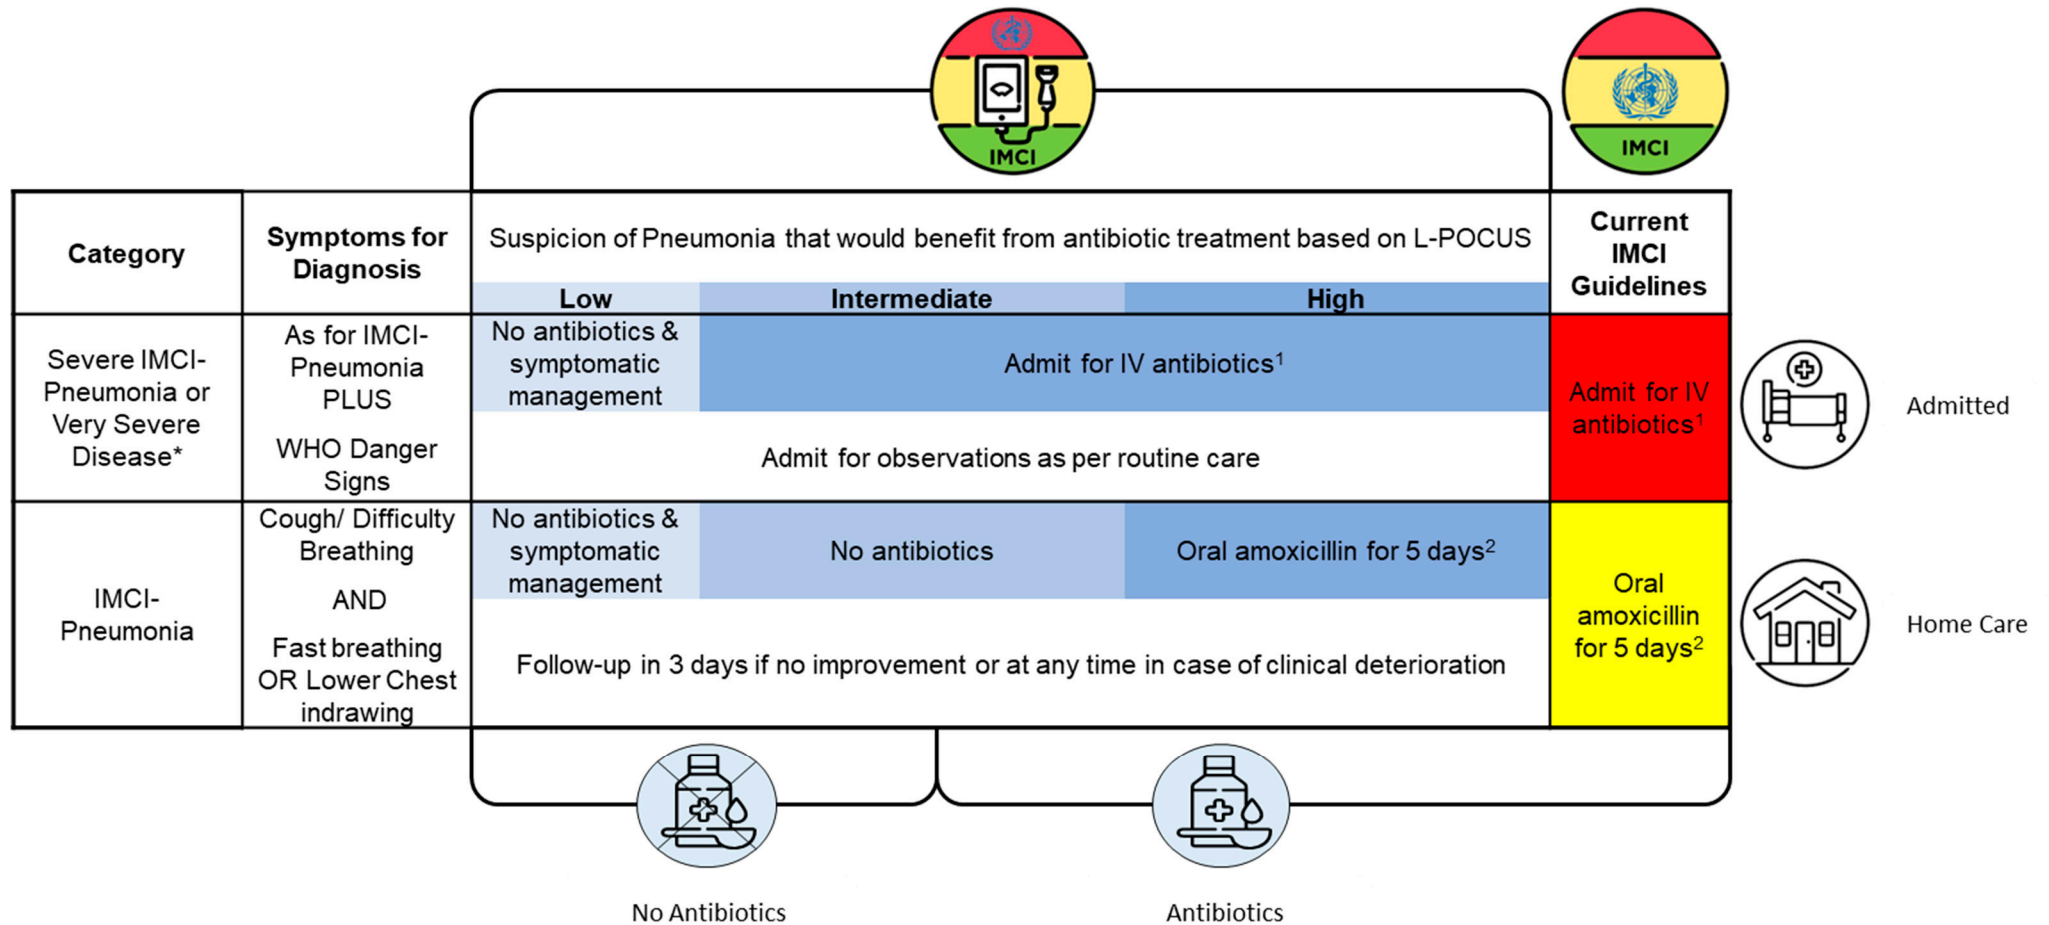 IMCI
IMCI
Category
Symptoms for
Diagnosis
Suspicion of Pneumonia that would benefit from antibiotic treatment based on L-POCUS
Low
Intermediate
High
Current
IMCI
Guidelines
Severe IMCI-
Pneumonia or
Very Severe
Disease*
As for IMCI-
Pneumonia
PLUS
WHO Danger
Signs
No antibiotics &
symptomatic
management
Admit for IV antibiotics¹
Admit for observations as per routine care
Admit for IV
antibiotics¹
Admitted
IMCI-
Pneumonia
Cough/ Difficulty
Breathing
AND
Fast breathing
OR Lower Chest
indrawing
No antibiotics &
symptomatic
management
No antibiotics
Oral amoxicillin for 5 days²
Follow-up in 3 days if no improvement or at any time in case of clinical deterioration
Oral
amoxicillin
for 5 days²
Home Care
No Antibiotics
Antibiotics